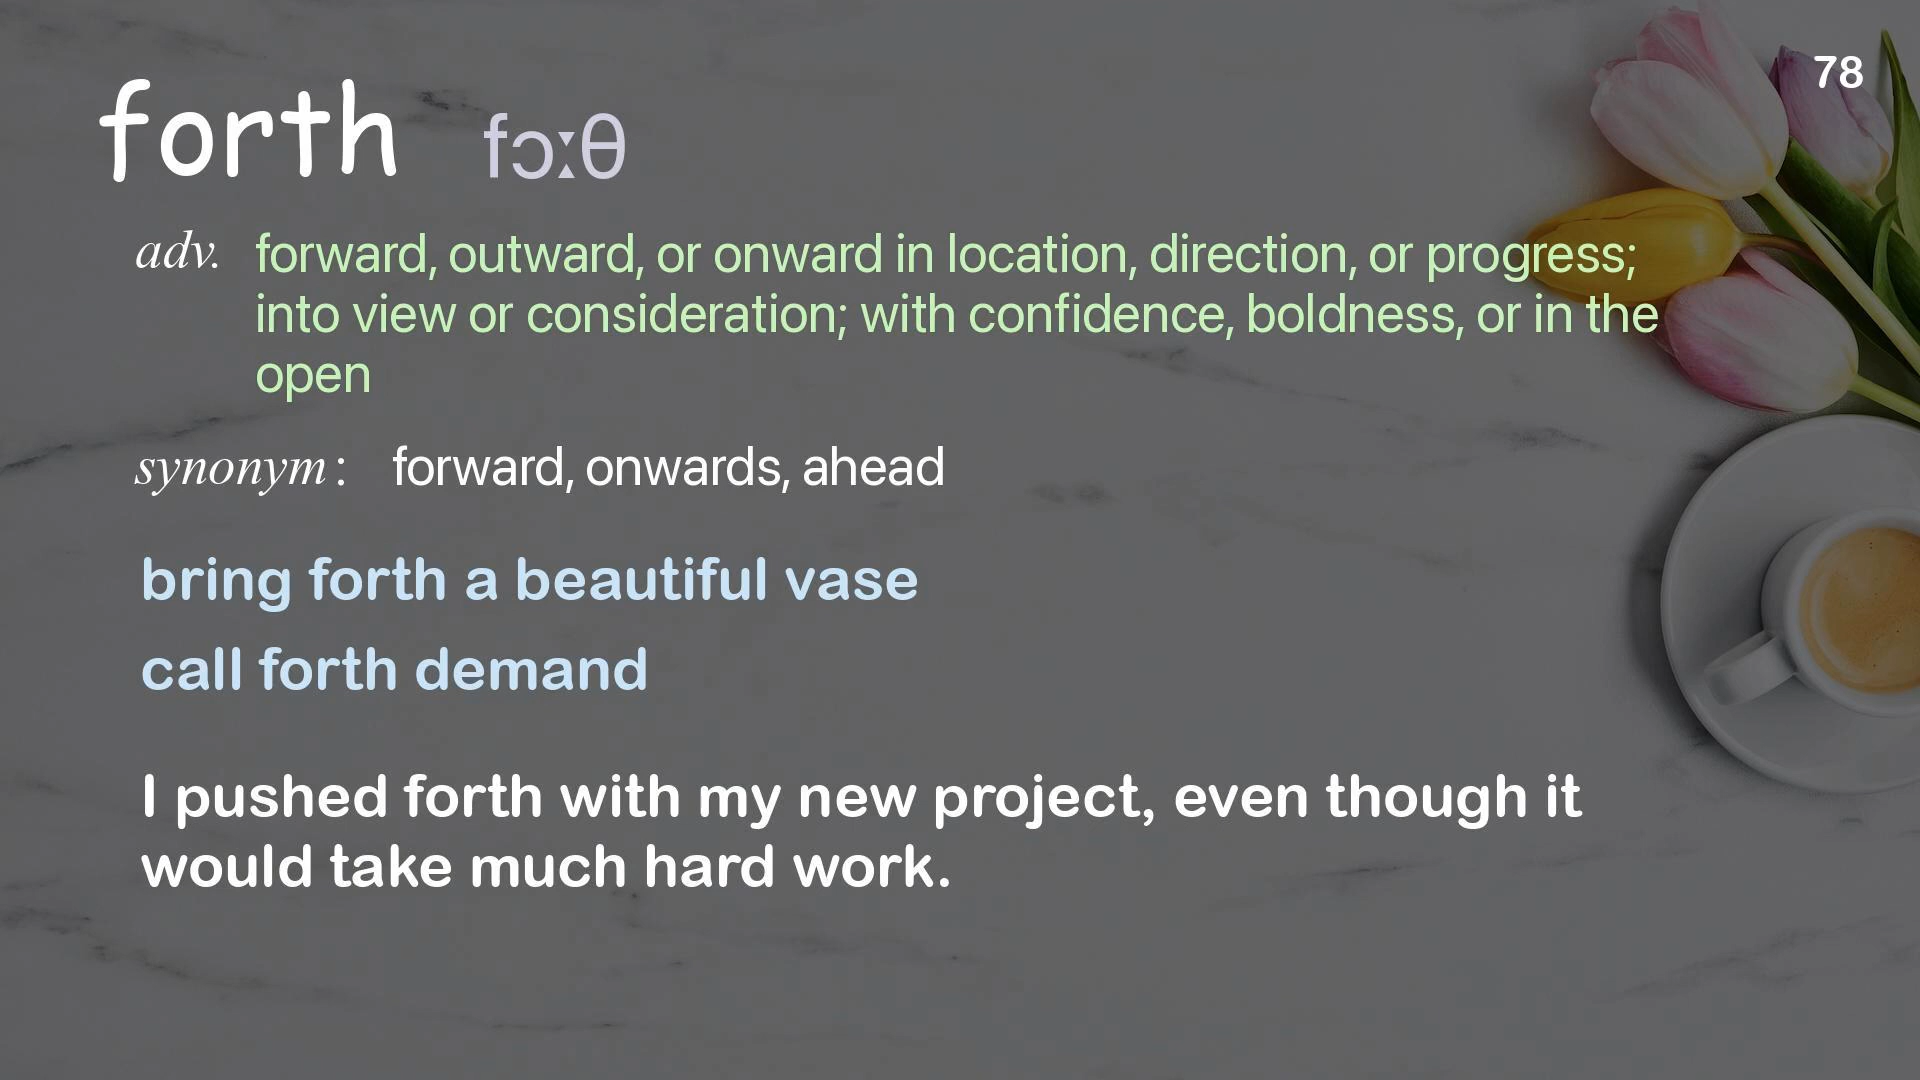 78
forth fɔːθ
adv. forward, outward, or onward in location, direction, or progress;
into view or consideration; with confidence, boldness, or in the
open
synonym: forward, onwards, ahead
bring forth a beautiful vase
call forth demand
I pushed forth with my new project, even though it
would take much hard work.